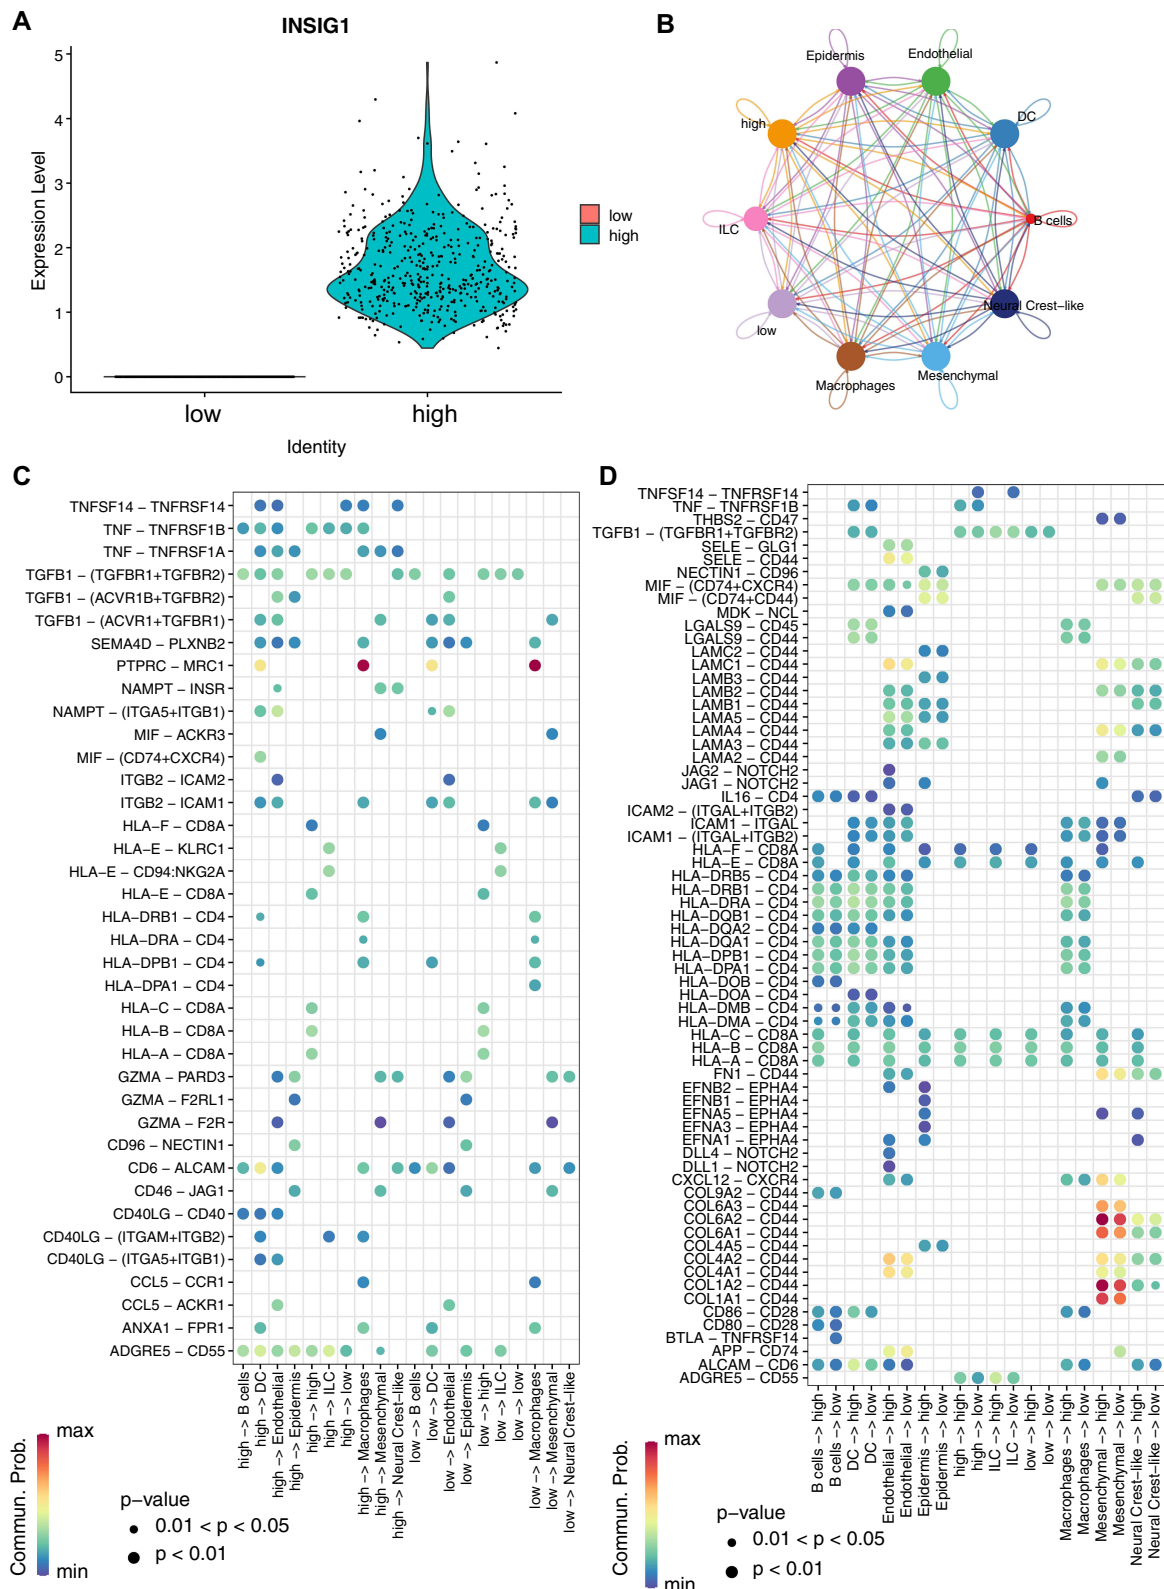 A
INSIG1
Expression Level
5
4
3
2
1
0
low
high
Identity
low
high
B
Epidermis
Endothelial
high
DC
ILC
B cells
low
Neural Crest−like
Macrophages
Mesenchymal
C
TNFSF14 − TNFRSF14
TNF − TNFRSF1B
TNF − TNFRSF1A
TGFB1 − (TGFBR1+TGFBR2)
TGFB1 − (ACVR1B+TGFBR2)
TGFB1 − (ACVR1+TGFBR1)
SEMA4D − PLXNB2
PTPRC − MRC1
NAMPT − INSR
NAMPT − (ITGA5+ITGB1)
MIF − ACKR3
MIF − (CD74+CXCR4)
ITGB2 − ICAM2
ITGB2 − ICAM1
HLA−F − CD8A
HLA−E − KLRC1
HLA−E − CD94:NKG2A
HLA−E − CD8A
HLA−DRB1 − CD4
HLA−DRA − CD4
HLA−DPB1 − CD4
HLA−DPA1 − CD4
HLA−C − CD8A
HLA−B − CD8A
HLA−A − CD8A
GZMA − PARD3
GZMA − F2RL1
GZMA − F2R
CD96 − NECTIN1
CD6 − ALCAM
CD46 − JAG1
CD40LG − CD40
CD40LG − (ITGAM+ITGB2)
CD40LG − (ITGA5+ITGB1)
CCL5 − CCR1
CCL5 − ACKR1
ANXA1 − FPR1
ADGRE5 − CD55
high −> B cells
high −> DC
high −> Endothelial
high −> Epidermis
high −> high
high −> ILC
high −> low
high −> Macrophages
high −> Mesenchymal
high −> Neural Crest−like
low −> B cells
low −> DC
low −> Endothelial
low −> Epidermis
low −> high
low −> ILC
low −> low
low −> Macrophages
low −> Mesenchymal
low −> Neural Crest−like
Commun. Prob.
max
min
p−value
0.01 < p < 0.05
p < 0.01
D
TNFSF14 − TNFRSF14
TNF − TNFRSF1B
THBS2 − CD47
TGFB1 − (TGFBR1+TGFBR2)
SELE − GLG1
SELE − CD44
NECTIN1 − CD96
MIF − (CD74+CXCR4)
MIF − (CD74+CD44)
MDK − NCL
LGALS9 − CD45
LGALS9 − CD44
LAMC2 − CD44
LAMC1 − CD44
LAMB3 − CD44
LAMB2 − CD44
LAMB1 − CD44
LAMA5 − CD44
LAMA4 − CD44
LAMA3 − CD44
LAMA2 − CD44
JAG2 − NOTCH2
JAG1 − NOTCH2
IL16 − CD4
ICAM2 − (ITGAL+ITGB2)
ICAM1 − ITGAL
ICAM1 − (ITGAL+ITGB2)
HLA−F − CD8A
HLA−E − CD8A
HLA−DRB5 − CD4
HLA−DRB1 − CD4
HLA−DRA − CD4
HLA−DQB1 − CD4
HLA−DQA2 − CD4
HLA−DQA1 − CD4
HLA−DPB1 − CD4
HLA−DPA1 − CD4
HLA−DOB − CD4
HLA−DOA − CD4
HLA−DMB − CD4
HLA−DMA − CD4
HLA−C − CD8A
HLA−B − CD8A
HLA−A − CD8A
FN1 − CD44
EFNB2 − EPHA4
EFNB1 − EPHA4
EFNA5 − EPHA4
EFNA3 − EPHA4
EFNA1 − EPHA4
DLL4 − NOTCH2
DLL1 − NOTCH2
CXCL12 − CXCR4
COL9A2 − CD44
COL6A3 − CD44
COL6A2 − CD44
COL6A1 − CD44
COL4A5 − CD44
COL4A2 − CD44
COL4A1 − CD44
COL1A2 − CD44
COL1A1 − CD44
CD86 − CD28
CD80 − CD28
BTLA − TNFRSF14
APP − CD74
ALCAM − CD6
ADGRE5 − CD55
B cells −> high
B cells −> low
DC −> high
DC −> low
Endothelial −> high
Endothelial −> low
Epidermis −> high
Epidermis −> low
high −> high
high −> low
ILC −> high
ILC −> low
low −> high
low −> low
Macrophages −> high
Macrophages −> low
Mesenchymal −> high
Mesenchymal −> low
Neural Crest−like −> high
Neural Crest−like −> low
Commun. Prob.
max
min
p−value
0.01 < p < 0.05
p < 0.01